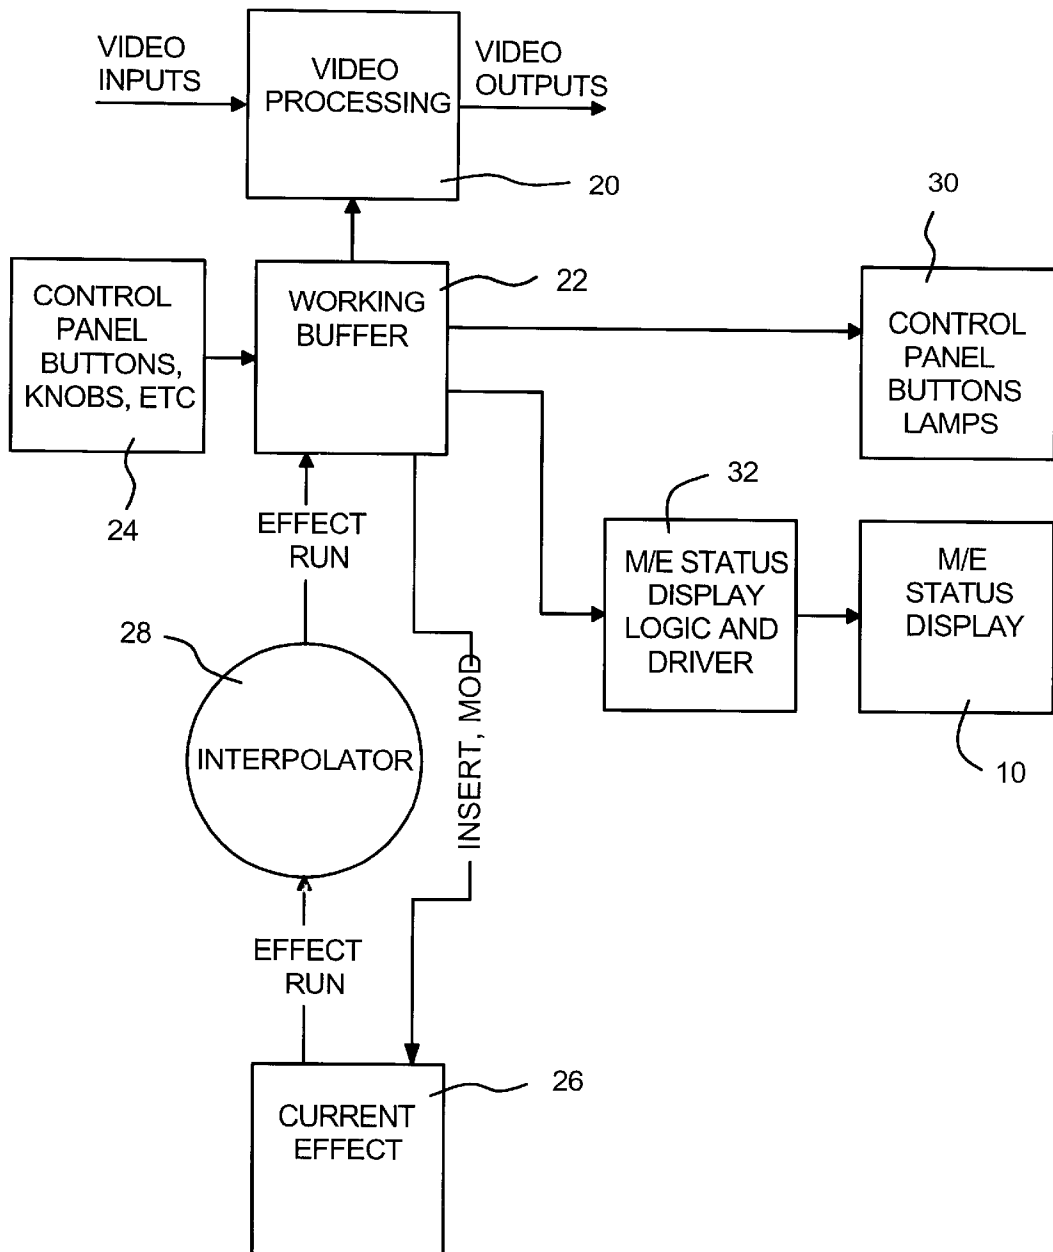 VIDEO
INPUTS
VIDEO
PROCESSING
VIDEO
OUTPUTS
20
30
CONTROL
PANEL
BUTTONS,
KNOBS, ETC
24
WORKING
BUFFER
22
CONTROL
PANEL
BUTTONS
LAMPS
EFFECT
RUN
32
M/E STATUS
DISPLAY
LOGIC AND
DRIVER
M/E
STATUS
DISPLAY
10
28
INTERPOLATOR
INSERT, MOD
EFFECT
RUN
26
CURRENT
EFFECT